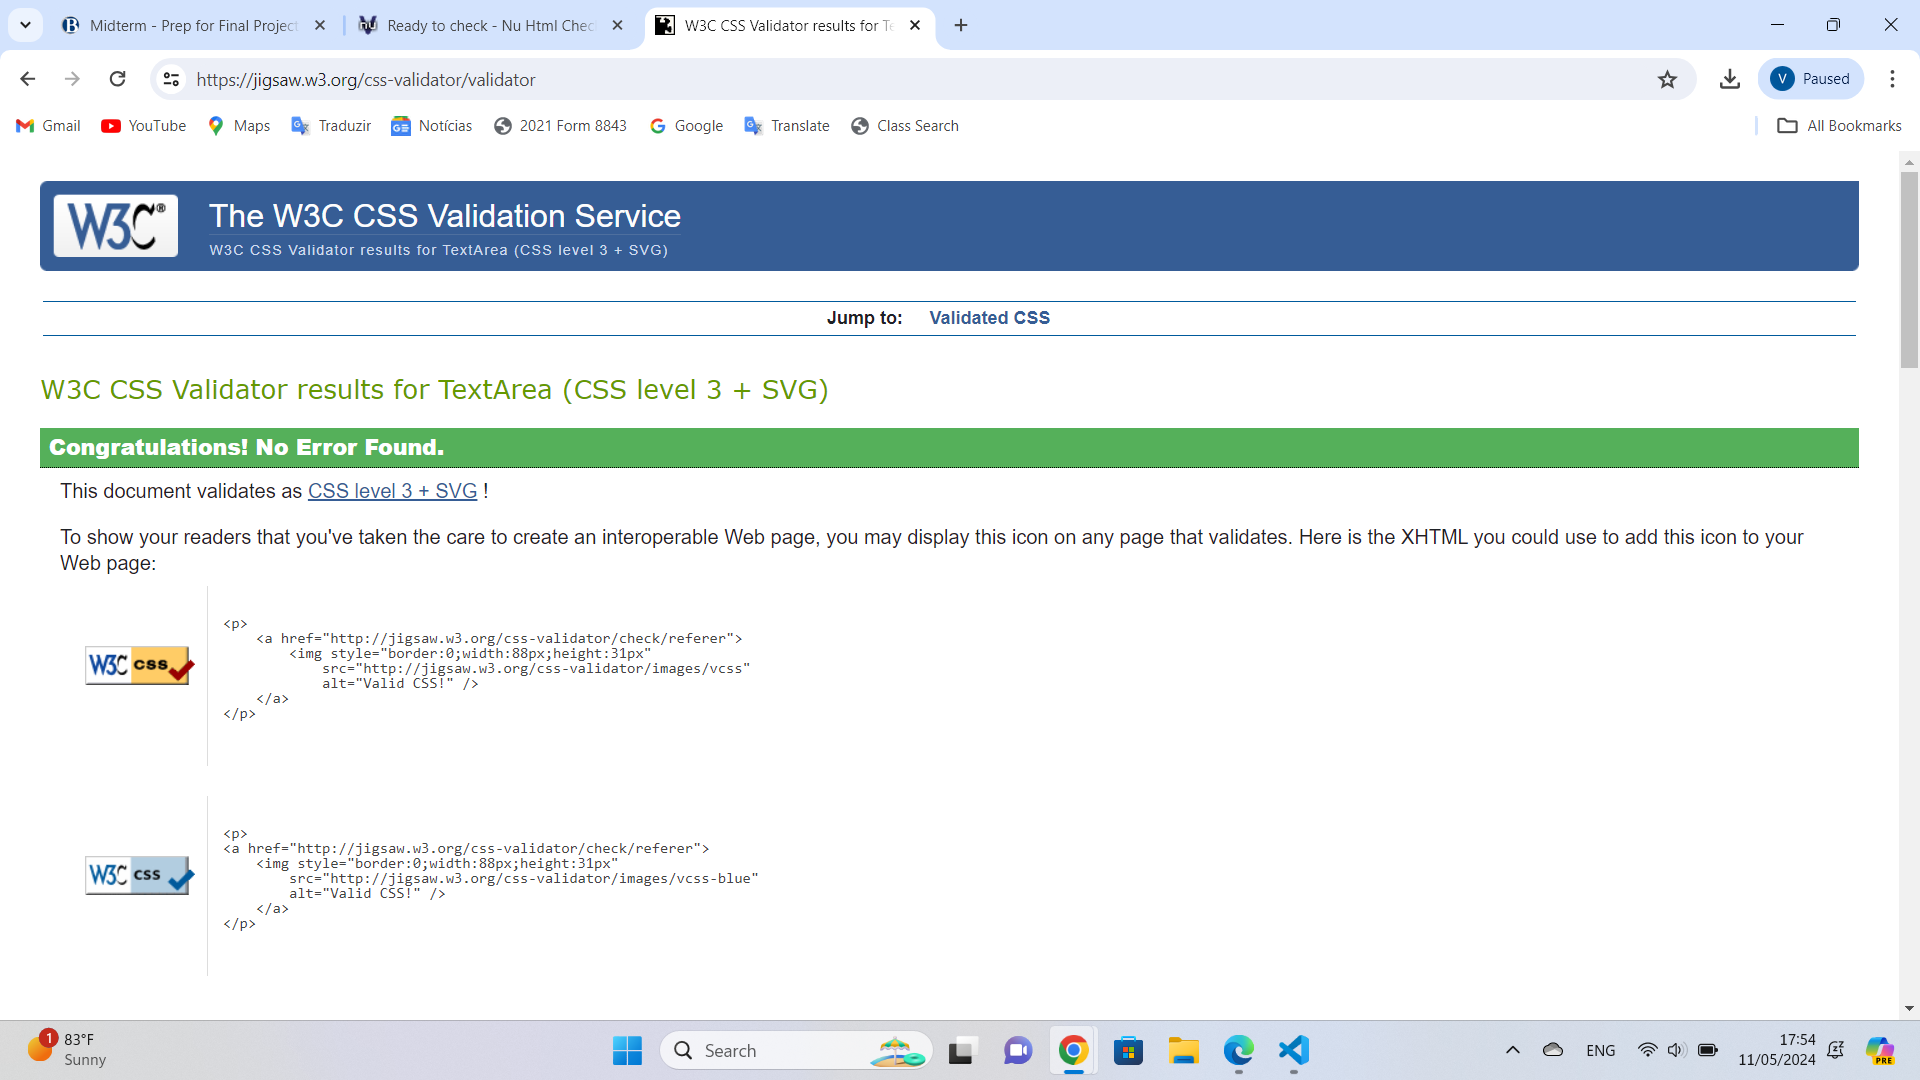 Midterm - Prep for Final Project
Ready to check - Nu Html Chec
W3C CSS Validator results for Te
https://jigsaw.w3.org/css-validator/validator
V Paused
Gmail YouTube Maps Traduzir Notícias 2021 Form 8843 Google Translate Class Search All Bookmarks
W3C®
The W3C CSS Validation Service
W3C CSS Validator results for TextArea (CSS level 3 + SVG)
Jump to: Validated CSS
W3C CSS Validator results for TextArea (CSS level 3 + SVG)
Congratulations! No Error Found.
This document validates as CSS level 3 + SVG !
To show your readers that you've taken the care to create an interoperable Web page, you may display this icon on any page that validates. Here is the XHTML you could use to add this icon to your
Web page:
W3C css
<p>
<a href="http://jigsaw.w3.org/css-validator/check/referer">
<img style="border:0;width:88px;height:31px"
src="http://jigsaw.w3.org/css-validator/images/vcss"
alt="Valid CSS!" />
</a>
</p>
W3C css
<p>
<a href="http://jigsaw.w3.org/css-validator/check/referer">
<img style="border:0;width:88px;height:31px"
src="http://jigsaw.w3.org/css-validator/images/vcss-blue"
alt="Valid CSS!" />
</a>
</p>
1
83°F
Sunny
Search
ENG
17:54
11/05/2024
PRE